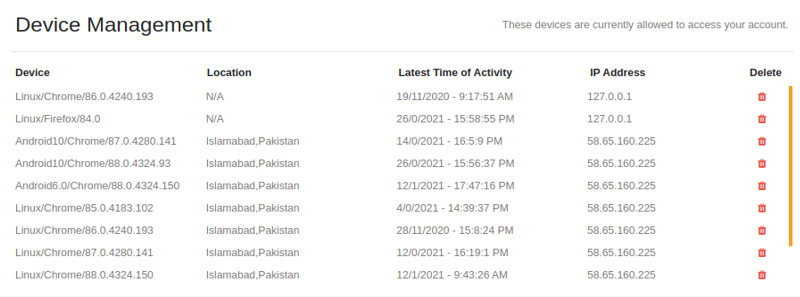 Device Management These devices are currently allowed to access your account.
Device Location Latest Time of Activity IP Address Delete
Linux/Chrome/86.0.4240.193 N/A 19/11/2020 - 9:17:51 AM 127.0.0.1
Linux/Firefox/84.0 N/A 26/0/2021 - 15:58:55 PM 127.0.0.1
Android10/Chrome/87.0.4280.141 Islamabad,Pakistan 14/0/2021 - 16:5:9 PM 58.65.160.225
Android10/Chrome/88.0.4324.93 Islamabad,Pakistan 26/0/2021 - 15:56:37 PM 58.65.160.225
Android6.0/Chrome/88.0.4324.150 Islamabad,Pakistan 12/1/2021 - 17:47:16 PM 58.65.160.225
Linux/Chrome/85.0.4183.102 Islamabad,Pakistan 4/0/2021 - 14:39:37 PM 58.65.160.225
Linux/Chrome/86.0.4240.193 Islamabad,Pakistan 28/11/2020 - 15:8:24 PM 58.65.160.225
Linux/Chrome/87.0.4280.141 Islamabad,Pakistan 12/0/2021 - 16:19:1 PM 58.65.160.225
Linux/Chrome/88.0.4324.150 Islamabad,Pakistan 12/1/2021 - 9:43:26 AM 58.65.160.225